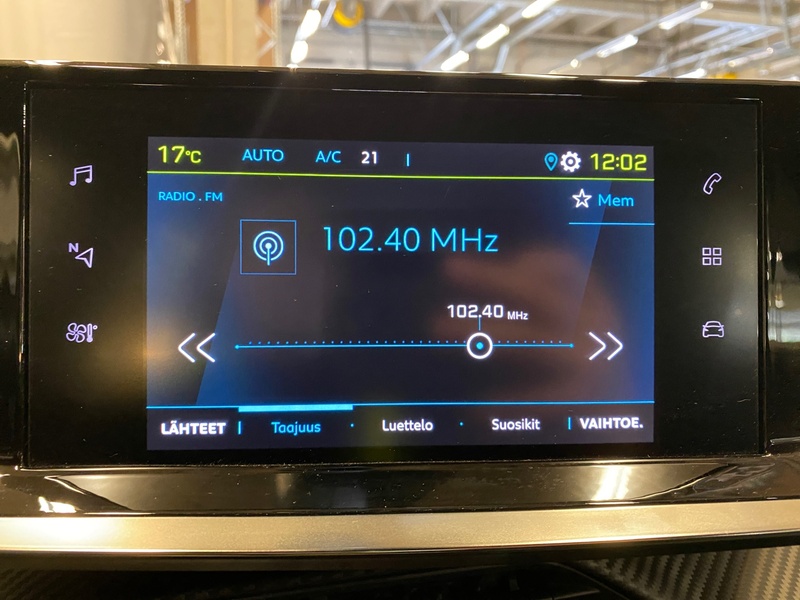 17°C AUTO A/C 21 12:02
RADIO . FM
Mem
N
102.40 MHz
102.40 MHz
LÄHTEET Taajuus Luettelo Suosikit VAIHTOE.